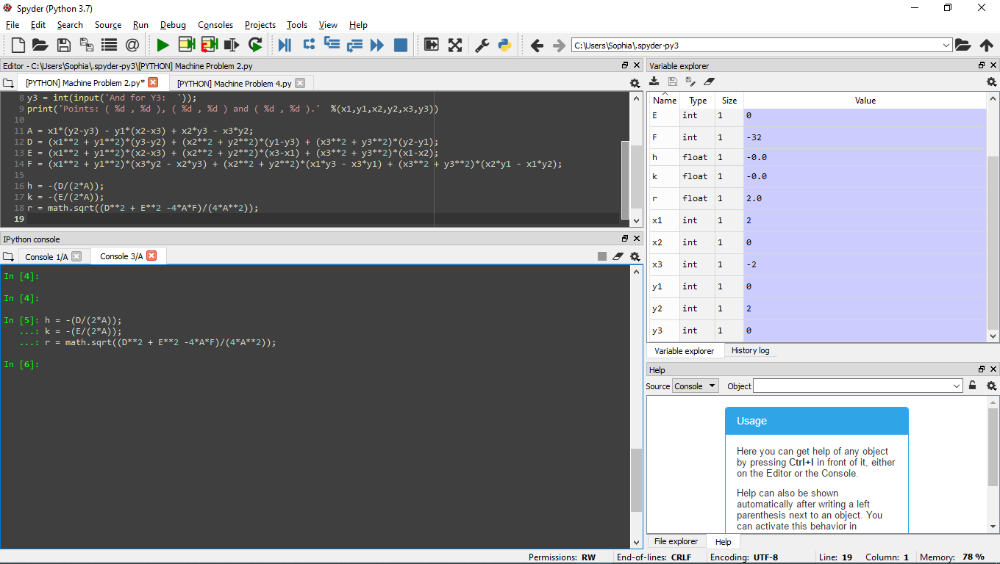 Spyder (Python 3.7)
File Edit Search Source Run Debug Consoles Projects Tools View Help
C:\Users\Sophia\.spyder-py3
Editor - C:\Users\Sophia\.spyder-py3\[PYTHON] Machine Problem 2.py
[PYTHON] Machine Problem 2.py* [PYTHON] Machine Problem 4.py
8 y3 = int(input('And for Y3:  '));
9 print('Points: ( %d , %d ), ( %d , %d ) and ( %d , %d ).'  %(x1,y1,x2,y2,x3,y3))
10
11 A = x1*(y2-y3) - y1*(x2-x3) + x2*y3 - x3*y2;
12 D = (x1**2 + y1**2)*(y3-y2) + (x2**2 + y2**2)*(y1-y3) + (x3**2 + y3**2)*(y2-y1);
13 E = (x1**2 + y1**2)*(x2-x3) + (x2**2 + y2**2)*(x3-x1) + (x3**2 + y3**2)*(x1-x2);
14 F = (x1**2 + y1**2)*(x3*y2 - x2*y3) + (x2**2 + y2**2)*(x1*y3 - x3*y1) + (x3**2 + y3**2)*(x2*y1 - x1*y2);
15
16 h = -(D/(2*A));
17 k = -(E/(2*A));
18 r = math.sqrt((D**2 + E**2 -4*A*F)/(4*A**2));
19
IPython console
Console 1/A Console 3/A
In [4]:
In [4]:
In [5]: h = -(D/(2*A));
...: k = -(E/(2*A));
...: r = math.sqrt((D**2 + E**2 -4*A*F)/(4*A**2));
In [6]:
Variable explorer
Name Type Size Value
E int 1 0
F int 1 -32
h float 1 -0.0
k float 1 -0.0
r float 1 2.0
x1 int 1 2
x2 int 1 0
x3 int 1 -2
y1 int 1 0
y2 int 1 2
y3 int 1 0
Variable explorer History log
Help
Source Console Object
Usage
Here you can get help of any object
by pressing Ctrl+I in front of it, either
on the Editor or the Console.
Help can also be shown
automatically after writing a left
parenthesis next to an object. You
can activate this behavior in
File explorer Help
Permissions: RW End-of-lines: CRLF Encoding: UTF-8 Line: 19 Column: 1 Memory: 78 %